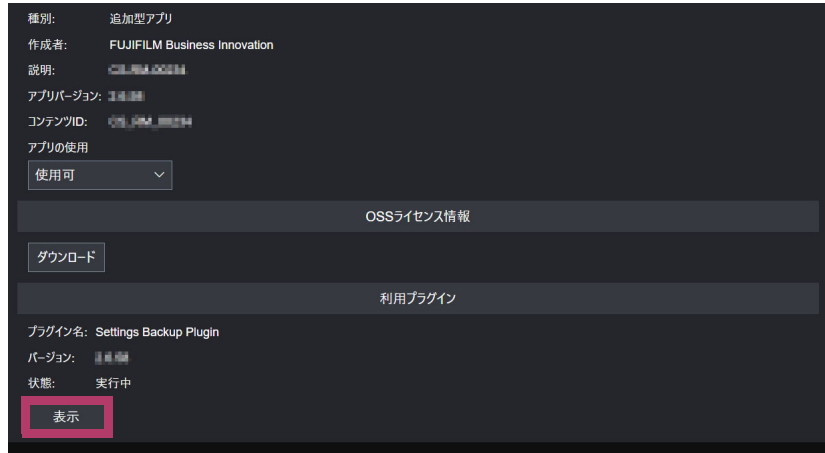 種別: 追加型アプリ
作成者: FUJIFILM Business Innovation
説明:
アプリバージョン:
コンテンツID:
アプリの使用
使用可
OSSライセンス情報
ダウンロード
利用プラグイン
プラグイン名: Settings Backup Plugin
バージョン:
状態: 実行中
表示